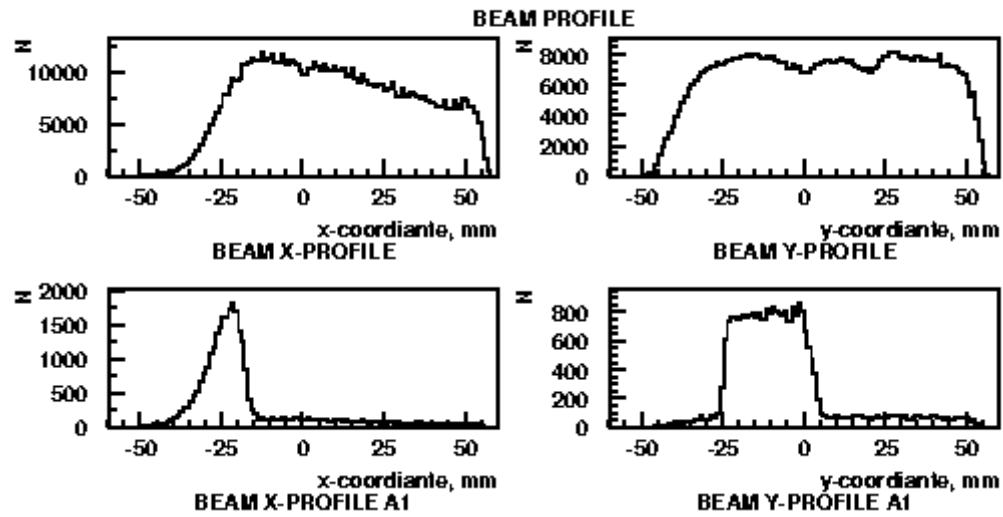 BEAM PROFILE
N
10000
5000
0
-50 -25 0 25 50
x-coordiante, mm
BEAM X-PROFILE
N
8000
6000
4000
2000
0
-50 -25 0 25 50
y-coordiante, mm
BEAM Y-PROFILE
N
2000
1500
1000
500
0
-50 -25 0 25 50
x-coordiante, mm
BEAM X-PROFILE A1
N
800
600
400
200
0
-50 -25 0 25 50
y-coordiante, mm
BEAM Y-PROFILE A1